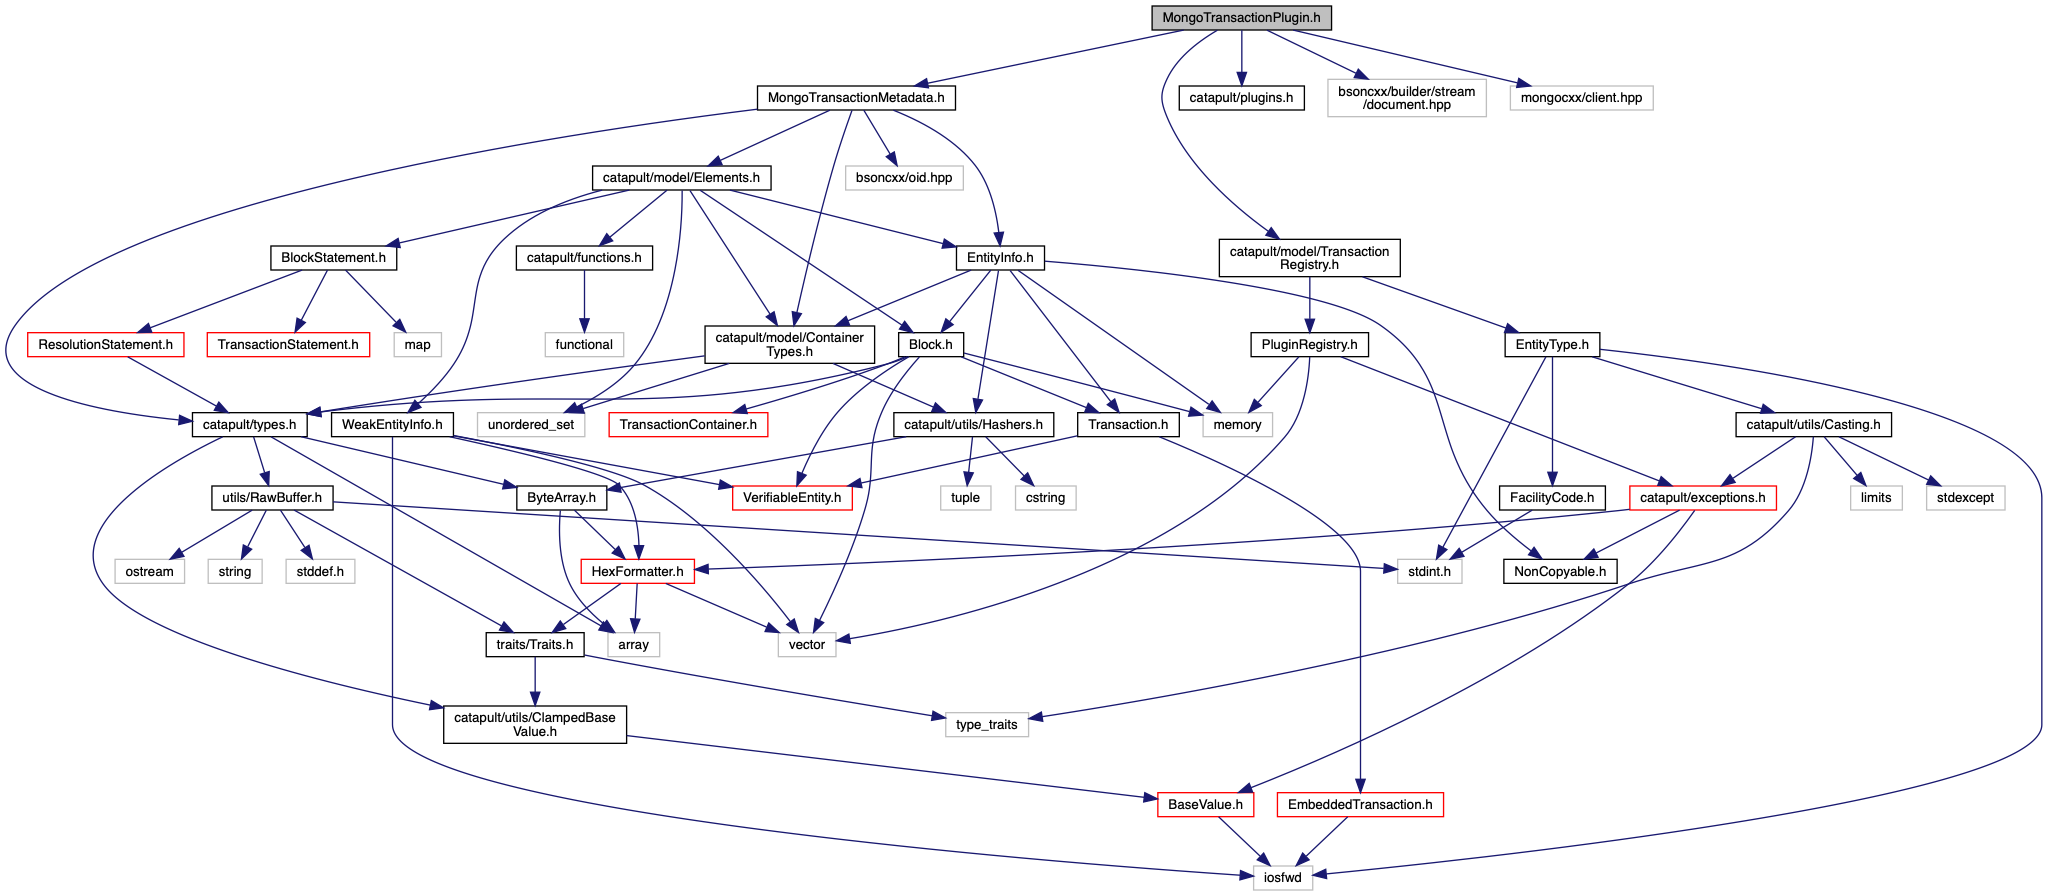 MongoTransactionPlugin.h
MongoTransactionMetadata.h
catapult/plugins.h
bsoncxx/builder/stream
/document.hpp
mongocxx/client.hpp
catapult/model/Elements.h
bsoncxx/oid.hpp
BlockStatement.h
catapult/functions.h
EntityInfo.h
catapult/model/Transaction
Registry.h
ResolutionStatement.h
TransactionStatement.h
map
functional
catapult/model/Container
Types.h
Block.h
PluginRegistry.h
EntityType.h
catapult/types.h
WeakEntityInfo.h
unordered_set
TransactionContainer.h
catapult/utils/Hashers.h
Transaction.h
memory
catapult/utils/Casting.h
utils/RawBuffer.h
ByteArray.h
VerifiableEntity.h
tuple
cstring
FacilityCode.h
catapult/exceptions.h
limits
stdexcept
ostream
string
stddef.h
HexFormatter.h
stdint.h
NonCopyable.h
traits/Traits.h
array
vector
catapult/utils/ClampedBase
Value.h
type_traits
BaseValue.h
EmbeddedTransaction.h
iosfwd